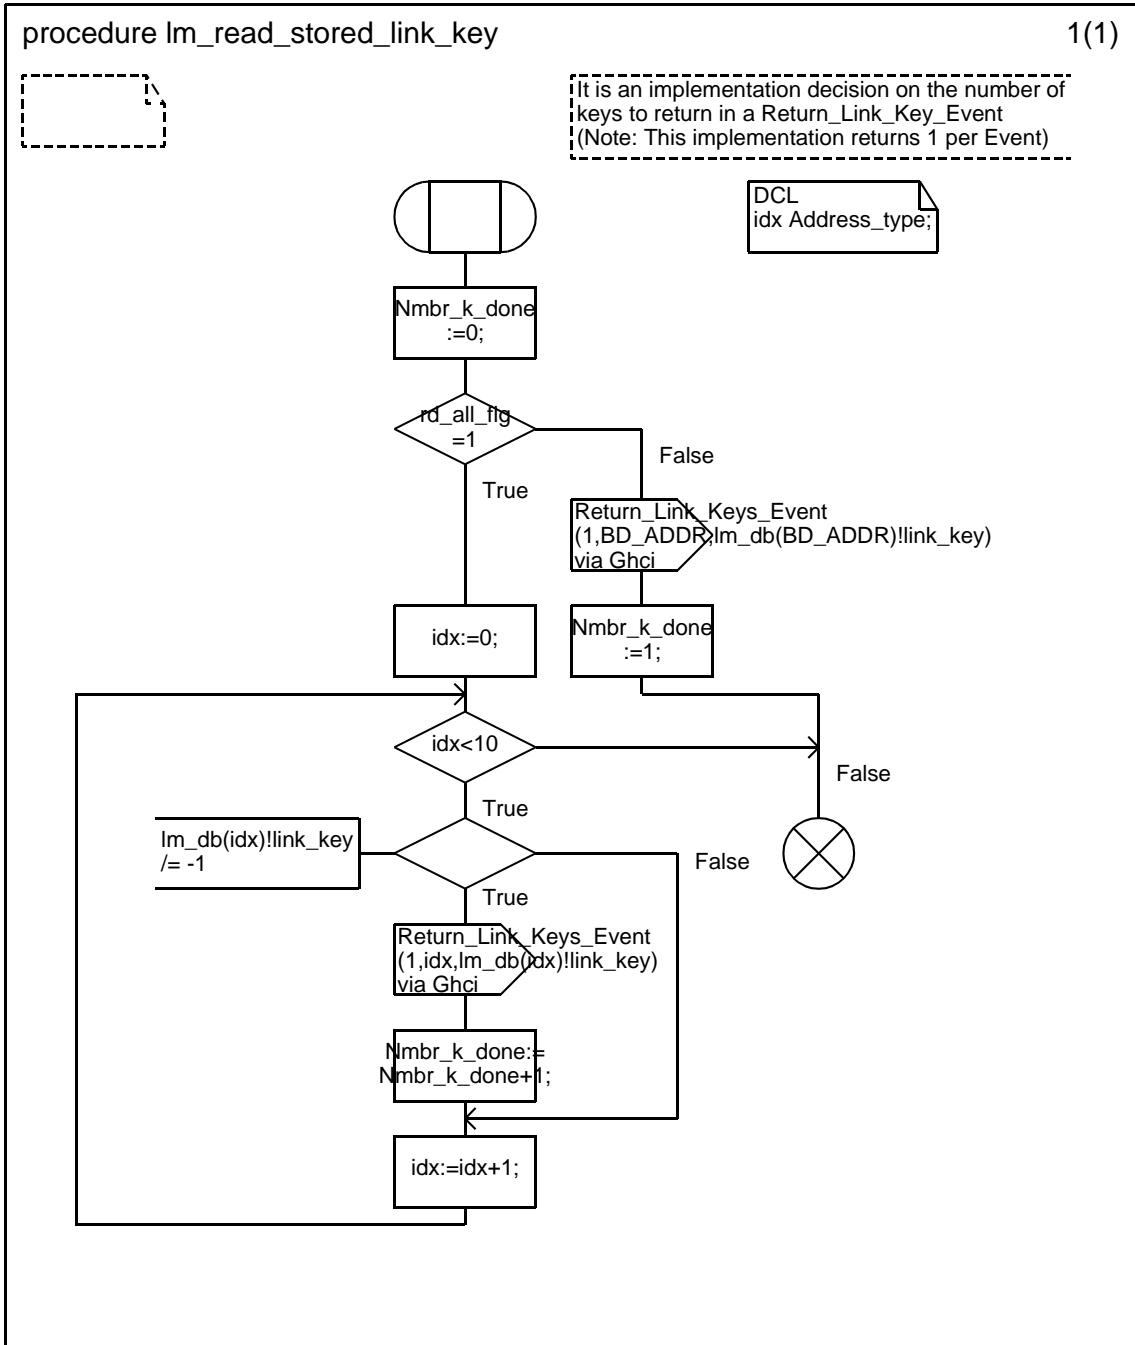 procedure lm_read_stored_link_key 1(1)
It is an implementation decision on the number of
keys to return in a Return_Link_Key_Event
(Note: This implementation returns 1 per Event)
DCL
idx Address_type;
Nmbr_k_done
:=0;
rd_all_flg
=1
False
True
Return_Link_Keys_Event
(1,BD_ADDR,lm_db(BD_ADDR)!link_key)
via Ghci
idx:=0;
Nmbr_k_done
:=1;
idx<10
False
True
lm_db(idx)!link_key
/= -1
False
True
Return_Link_Keys_Event
(1,idx,lm_db(idx)!link_key)
via Ghci
Nmbr_k_done:=
Nmbr_k_done+1;
idx:=idx+1;